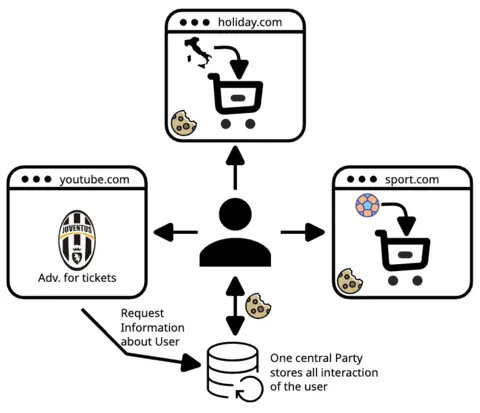 holiday.com
youtube.com
JUVENTUS
Adv. for tickets
sport.com
Request
Information
about User
One central Party
stores all interaction
of the user